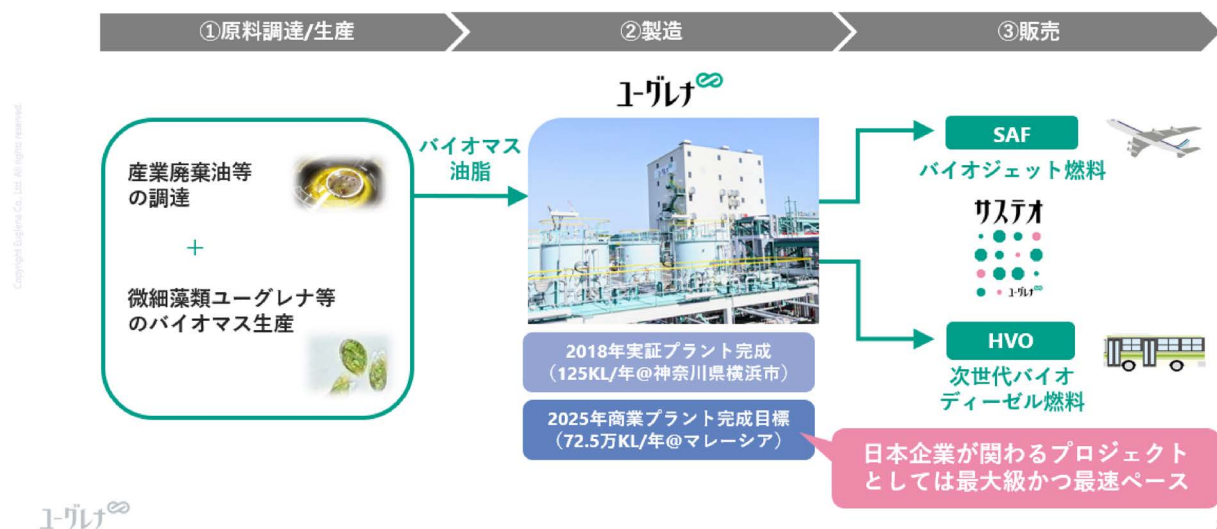 ①原料調達/生産
②製造
③販売
ユーグレナ
産業廃棄油等
の調達
+
微細藻類ユーグレナ等
のバイオマス生産
バイオマス
油脂
2018年実証プラント完成
（125KL/年@神奈川県横浜市）
2025年商業プラント完成目標
（72.5万KL/年@マレーシア）
SAF
バイオジェット燃料
サステオ
ユーグレナ
HVO
次世代バイオ
ディーゼル燃料
日本企業が関わるプロジェクト
としては最大級かつ最速ペース
Copyright Euglena Co., Ltd. All rights reserved.
ユーグレナ